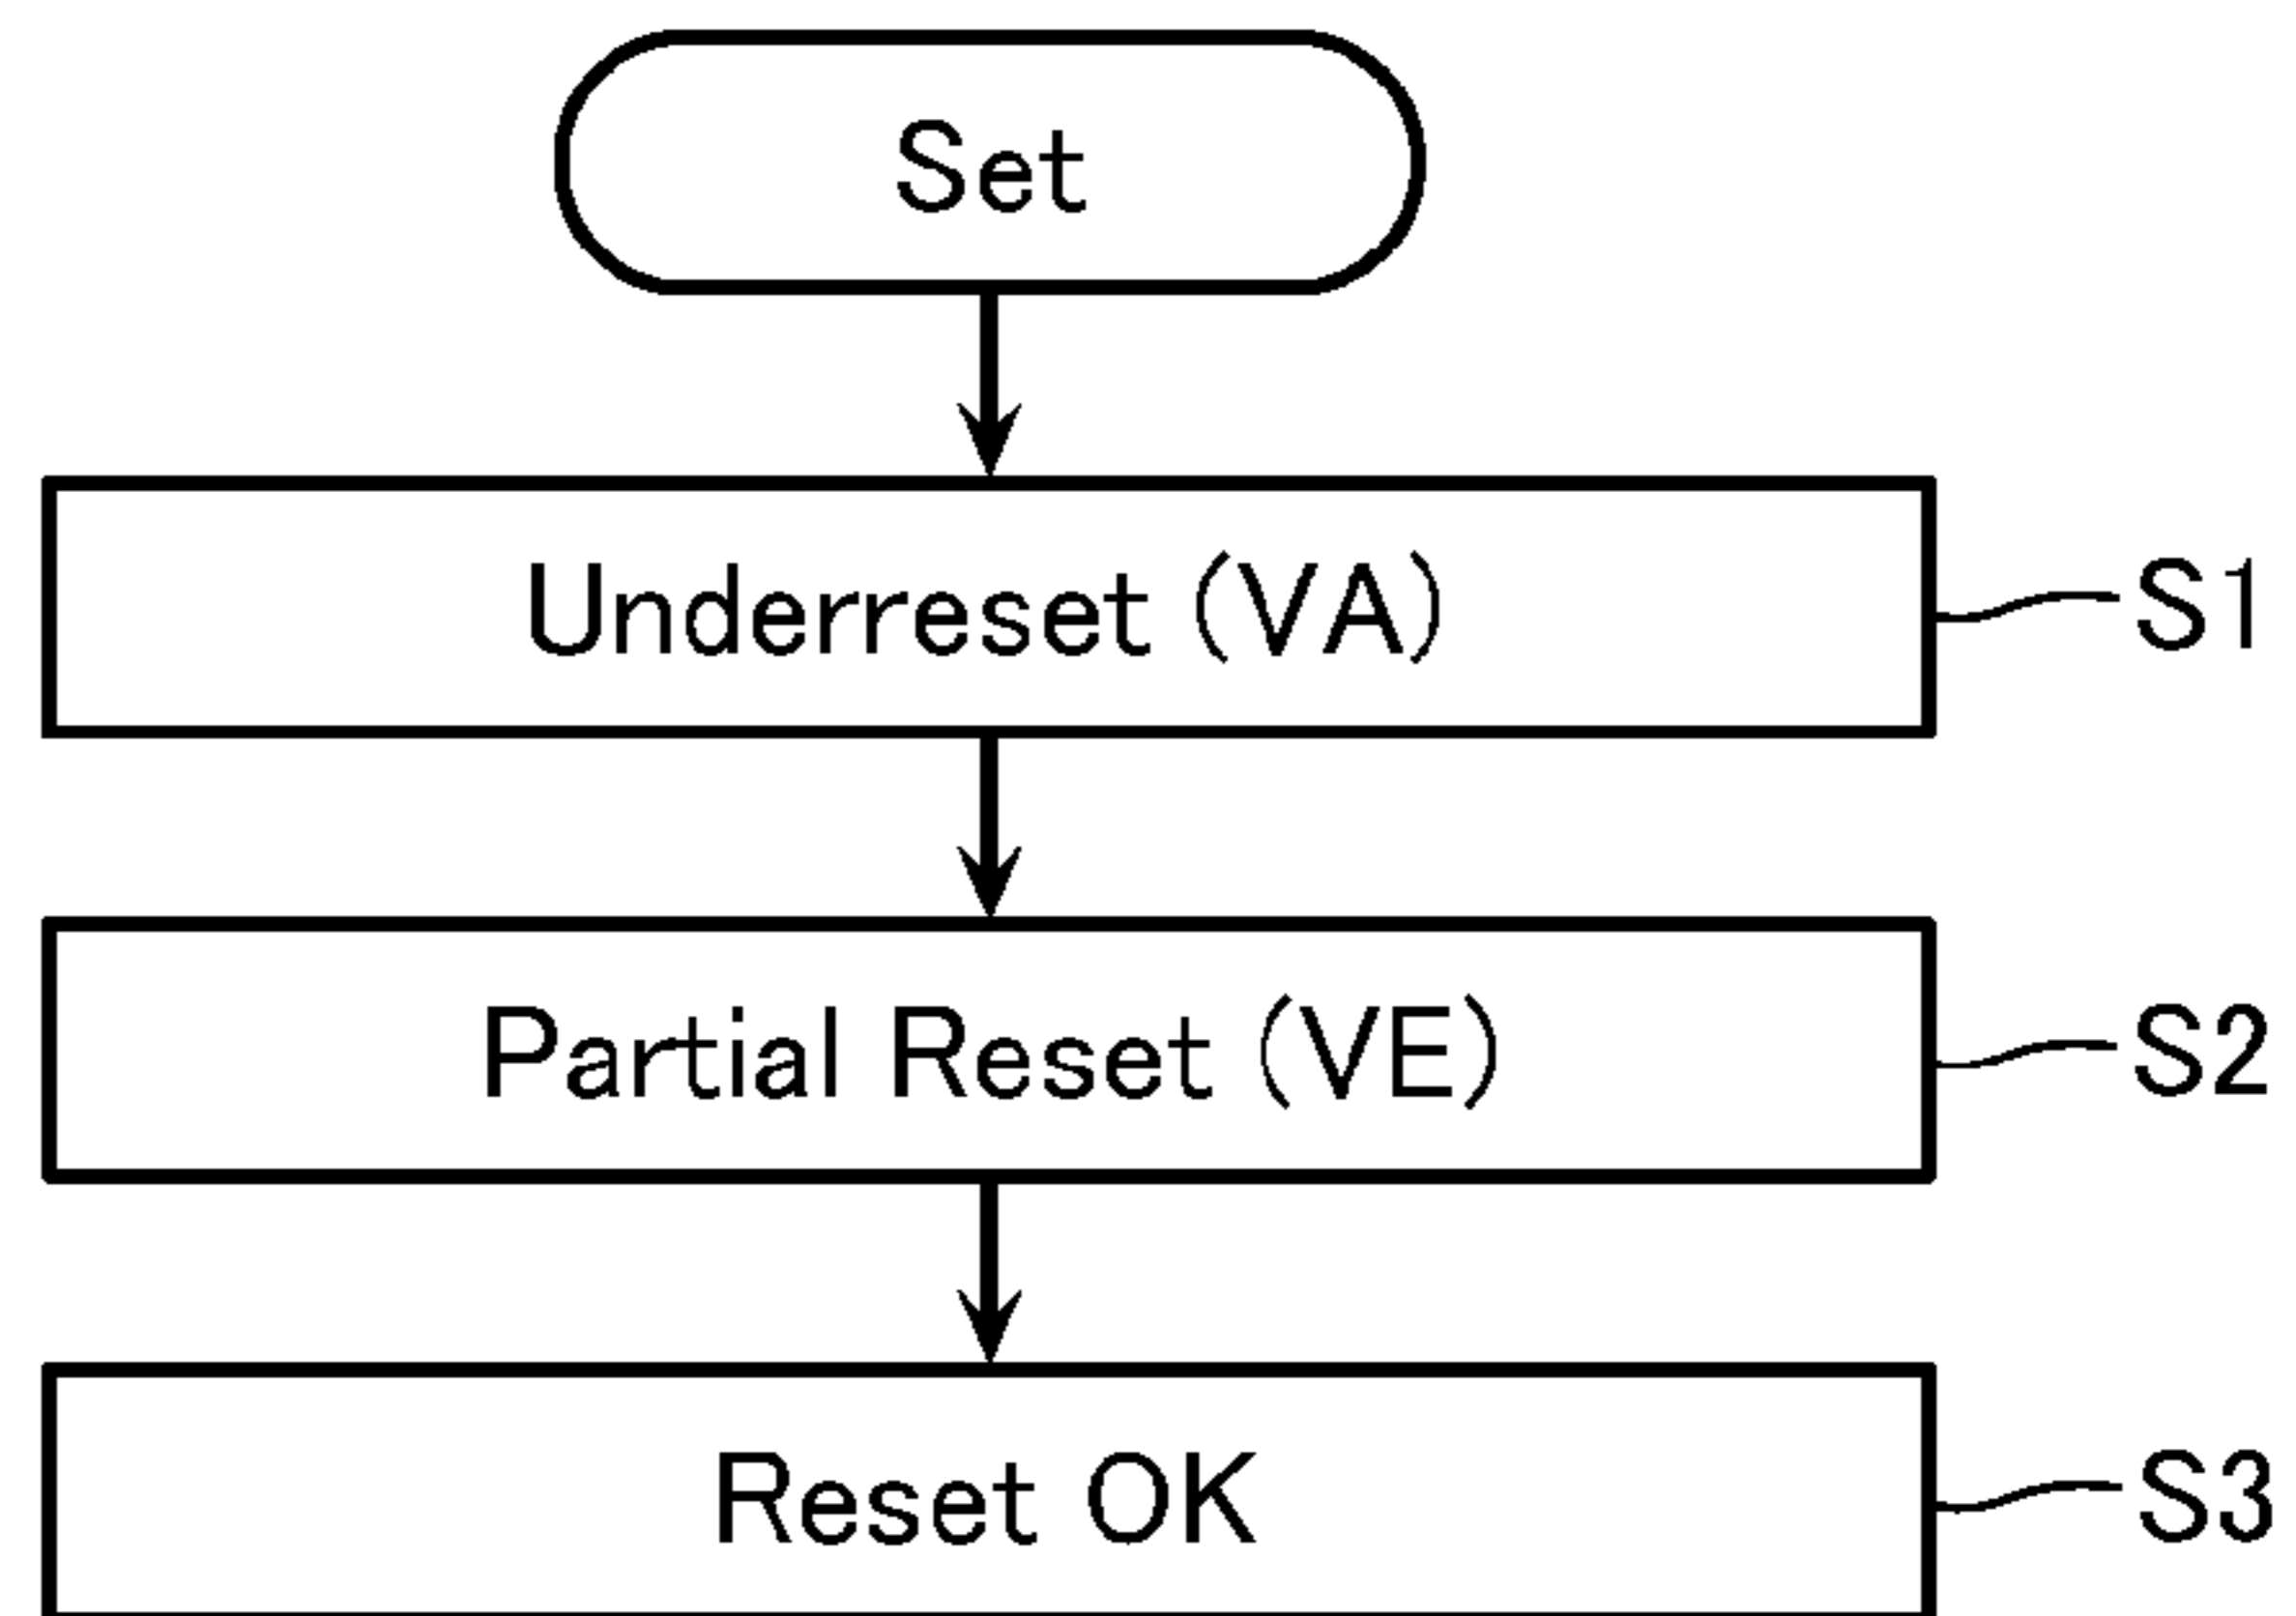 Set
Underreset (VA)
S1
Partial Reset (VE)
S2
Reset OK
S3